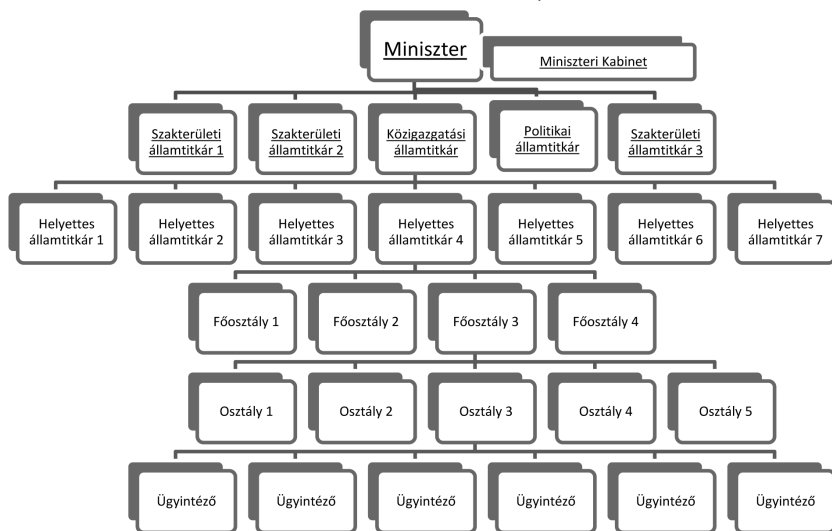 Miniszter
Miniszteri Kabinet
Szakterületi
államtitkár 1
Szakterületi
államtitkár 2
Közigazgatási
államtitkár
Politikai
államtitkár
Szakterületi
államtitkár 3
Helyettes
államtitkár 1
Helyettes
államtitkár 2
Helyettes
államtitkár 3
Helyettes
államtitkár 4
Helyettes
államtitkár 5
Helyettes
államtitkár 6
Helyettes
államtitkár 7
Főosztály 1
Főosztály 2
Főosztály 3
Főosztály 4
Osztály 1
Osztály 2
Osztály 3
Osztály 4
Osztály 5
Ügyintéző
Ügyintéző
Ügyintéző
Ügyintéző
Ügyintéző
Ügyintéző